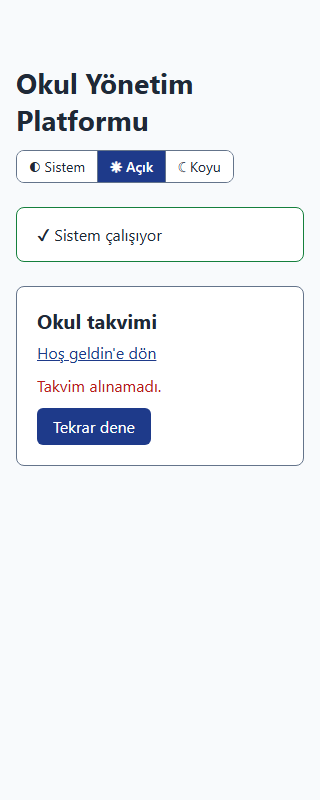 Okul Yönetim
Platformu
◐ Sistem ☀ Açık ☾ Koyu
✓ Sistem çalışıyor
Okul takvimi
Hoş geldin'e dön
Takvim alınamadı.
Tekrar dene